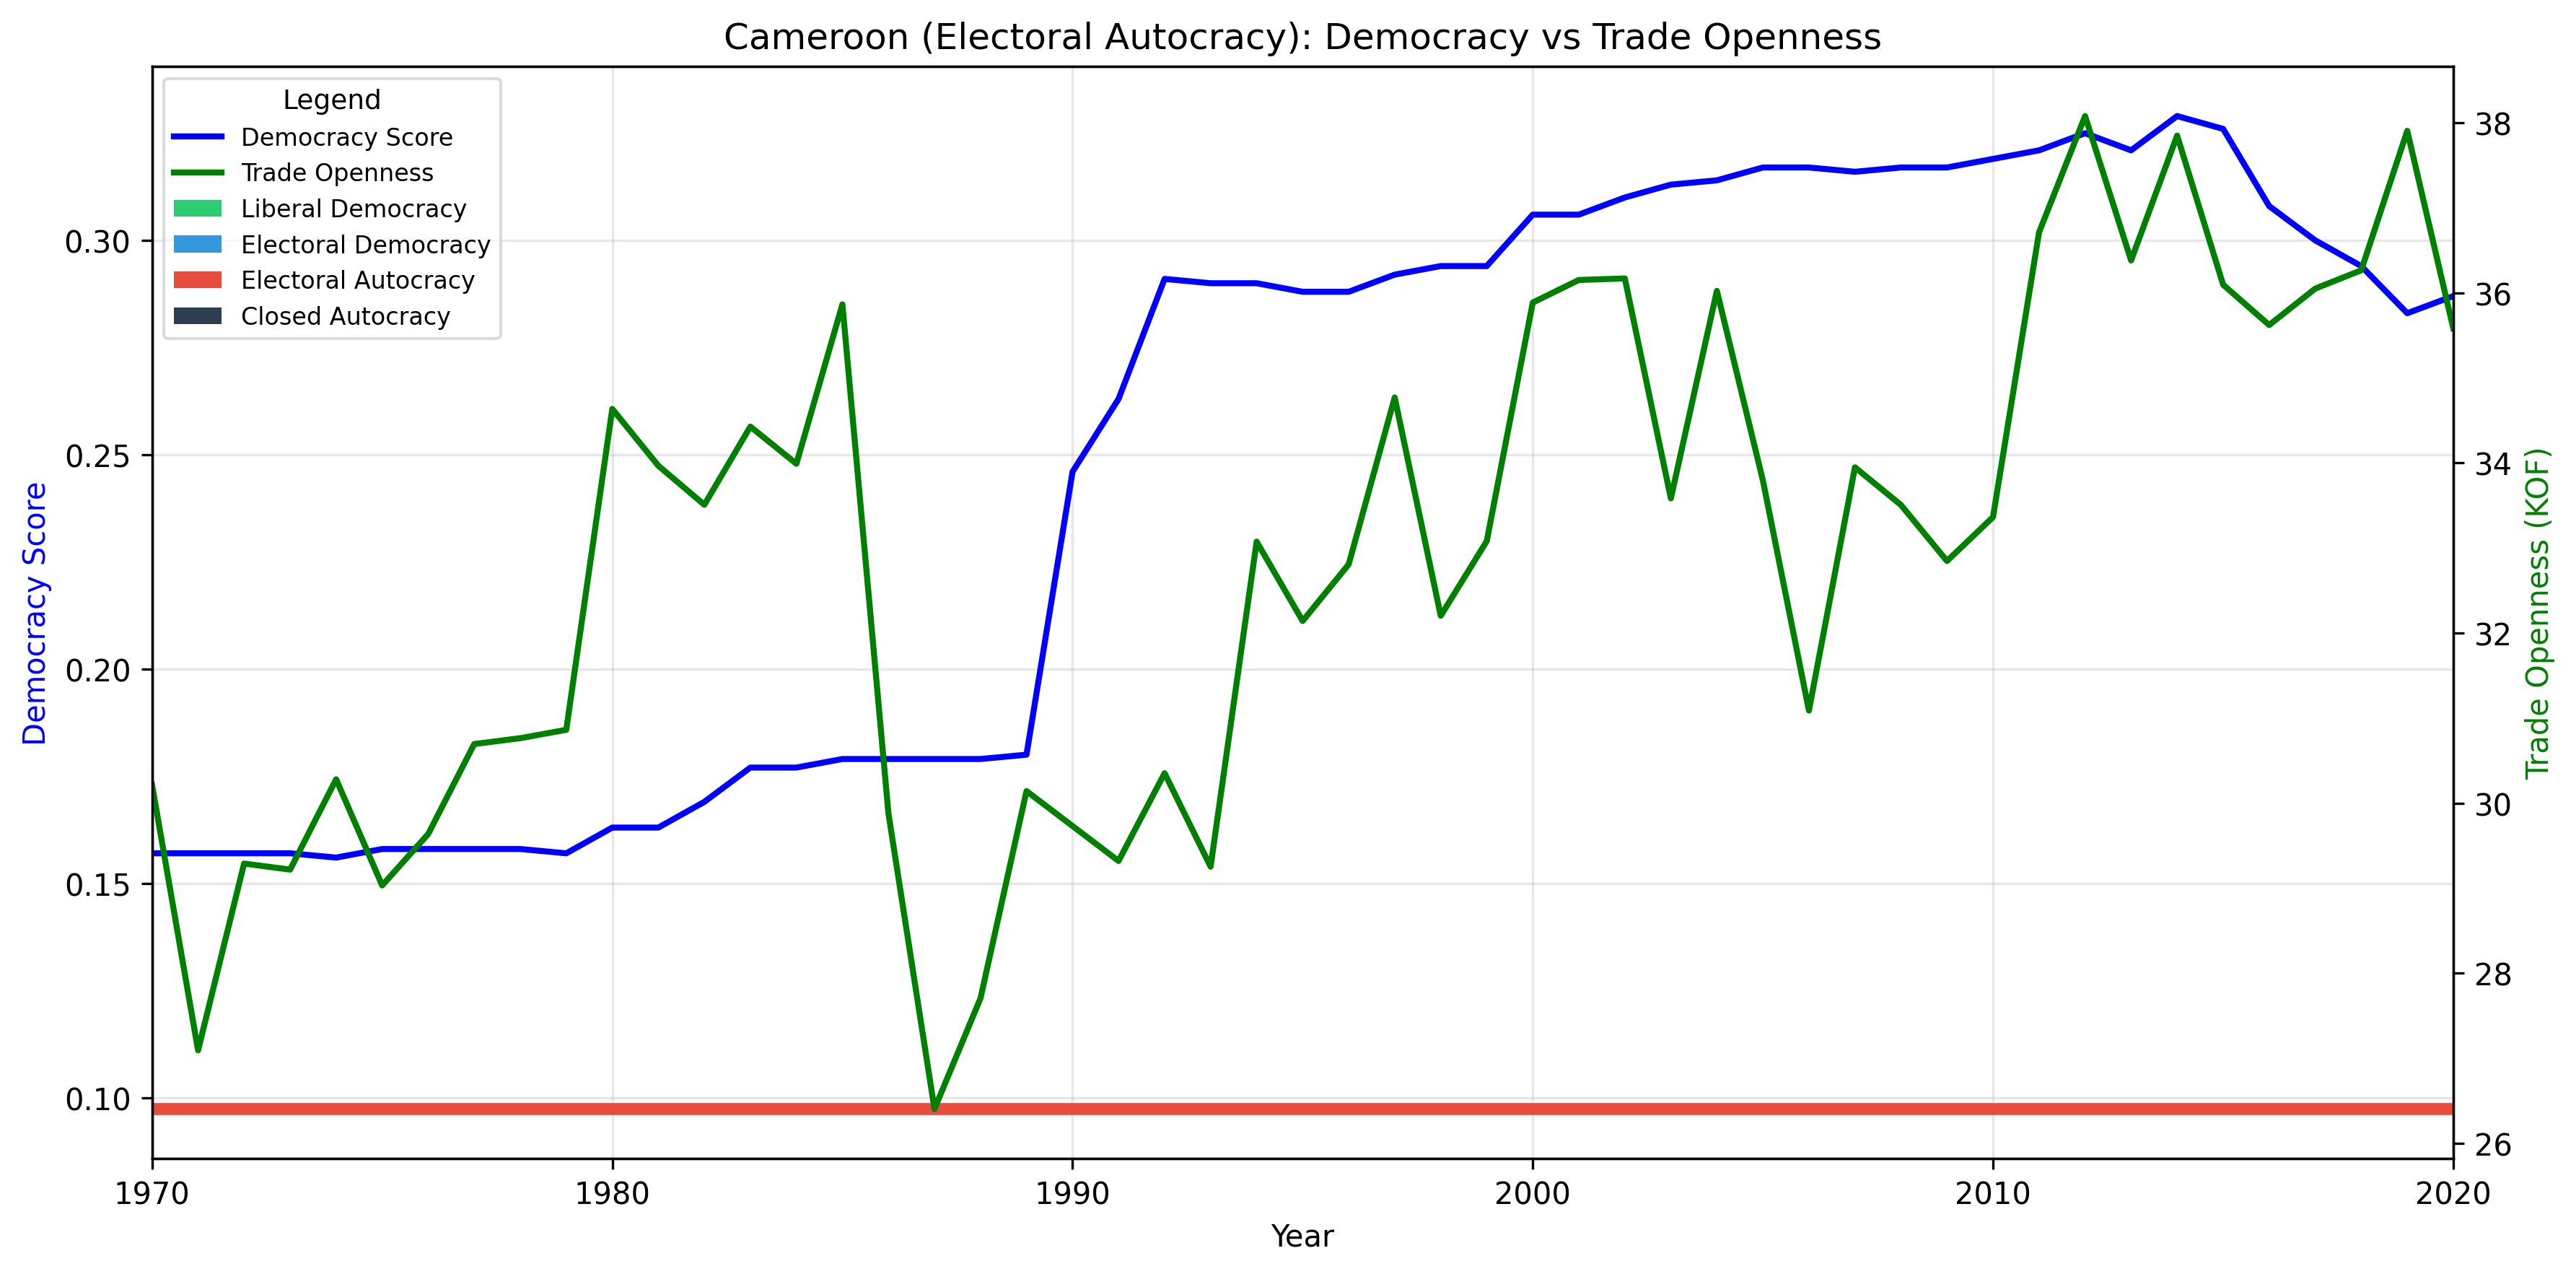 Cameroon (Electoral Autocracy): Democracy vs Trade Openness
Legend
Democracy Score
Trade Openness
Liberal Democracy
Electoral Democracy
Electoral Autocracy
Closed Autocracy
Democracy Score
0.30
0.25
0.20
0.15
0.10
38
36
34
32
30
28
26
Trade Openness (KOF)
1970
1980
1990
2000
2010
2020
Year